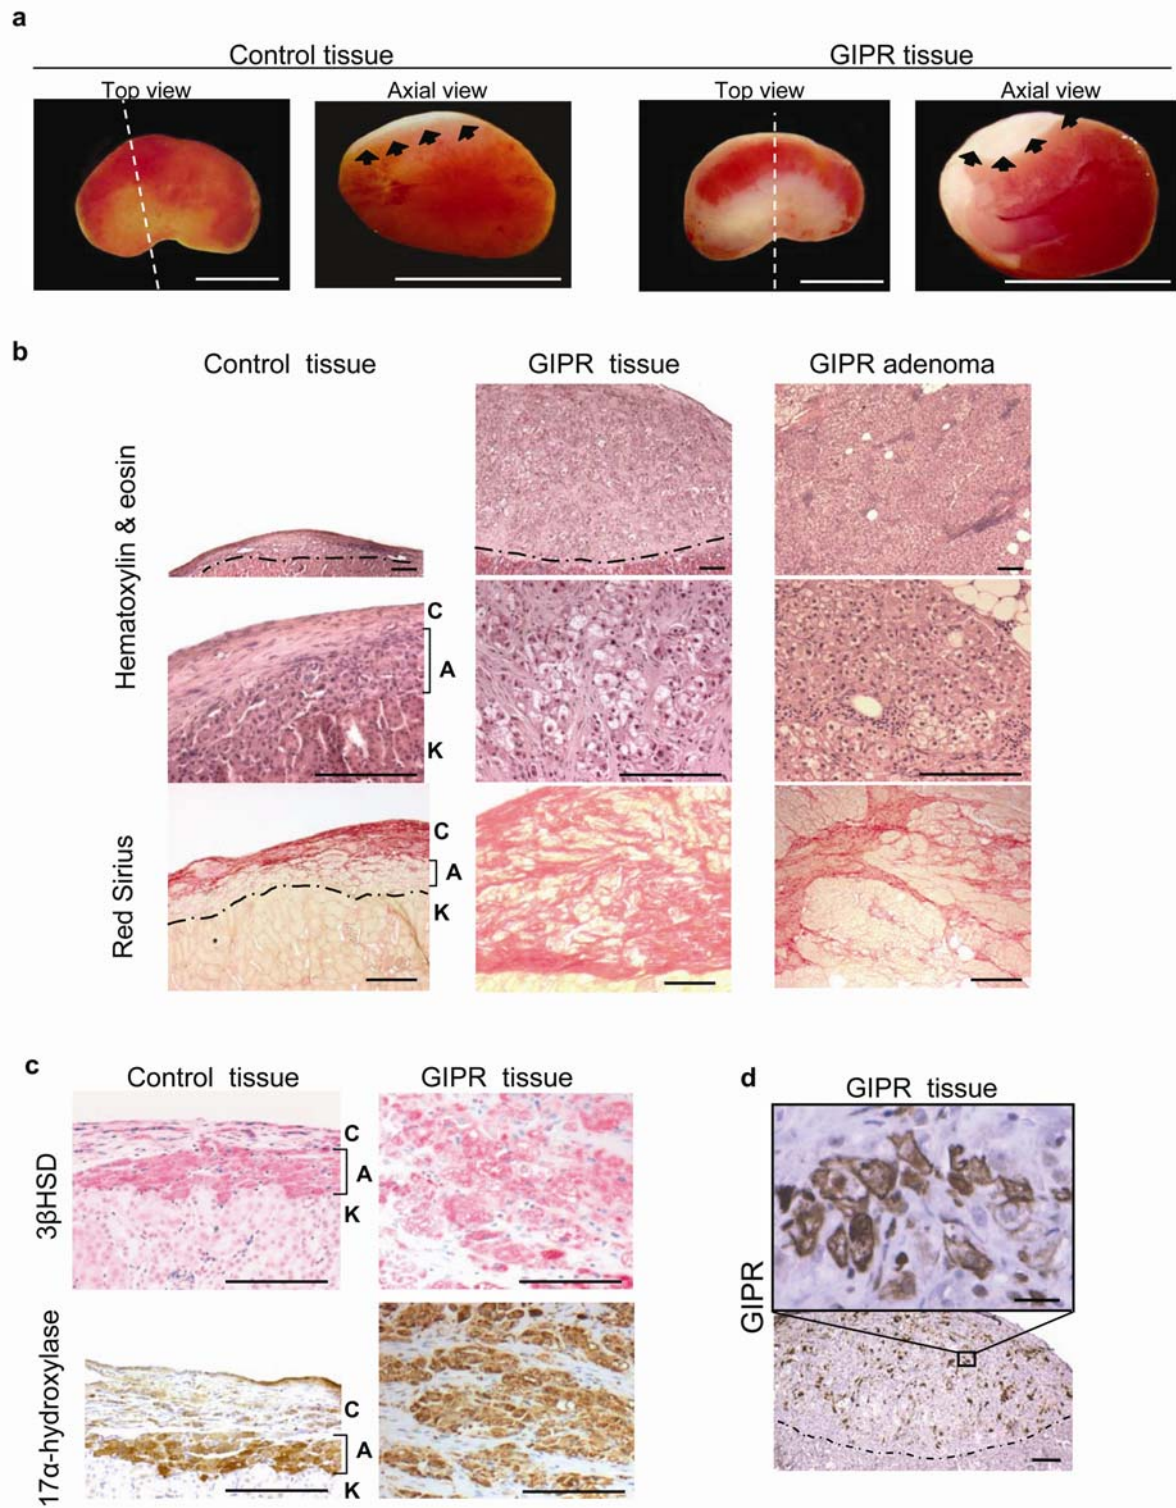 a
Control tissue
GIPR tissue
Top view
Axial view
Top view
Axial view
b
Control tissue
GIPR tissue
GIPR adenoma
Hematoxylin & eosin
C
A
K
Red Sirius
C
A
K
c
Control tissue
GIPR tissue
3βHSD
C
A
K
17α-hydroxylase
C
A
K
d
GIPR tissue
GIPR